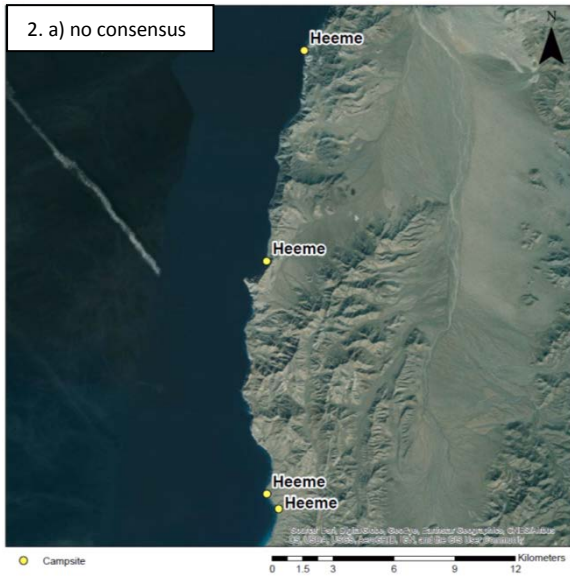 2. a) no consensus
N
Heeme
Heeme
Heeme
Heeme
Campsite
Kilometers
0 1.5 3 6 9 12